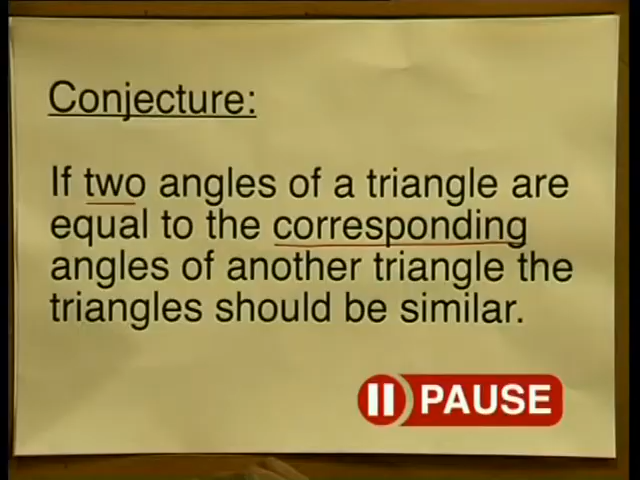 Conjecture:
If two angles of a triangle are
equal to the corresponding
angles of another triangle the
triangles should be similar.
PAUSE